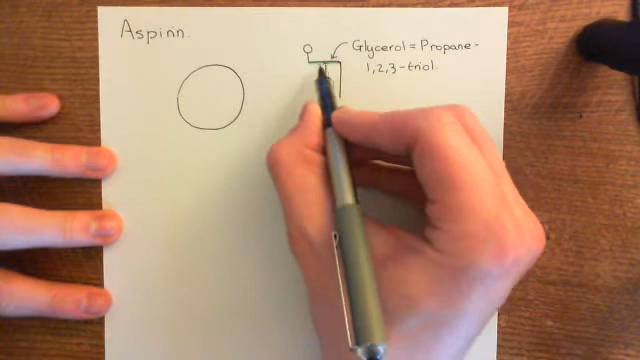 Aspirin.
Glycerol = Propane-
1,2,3-triol.